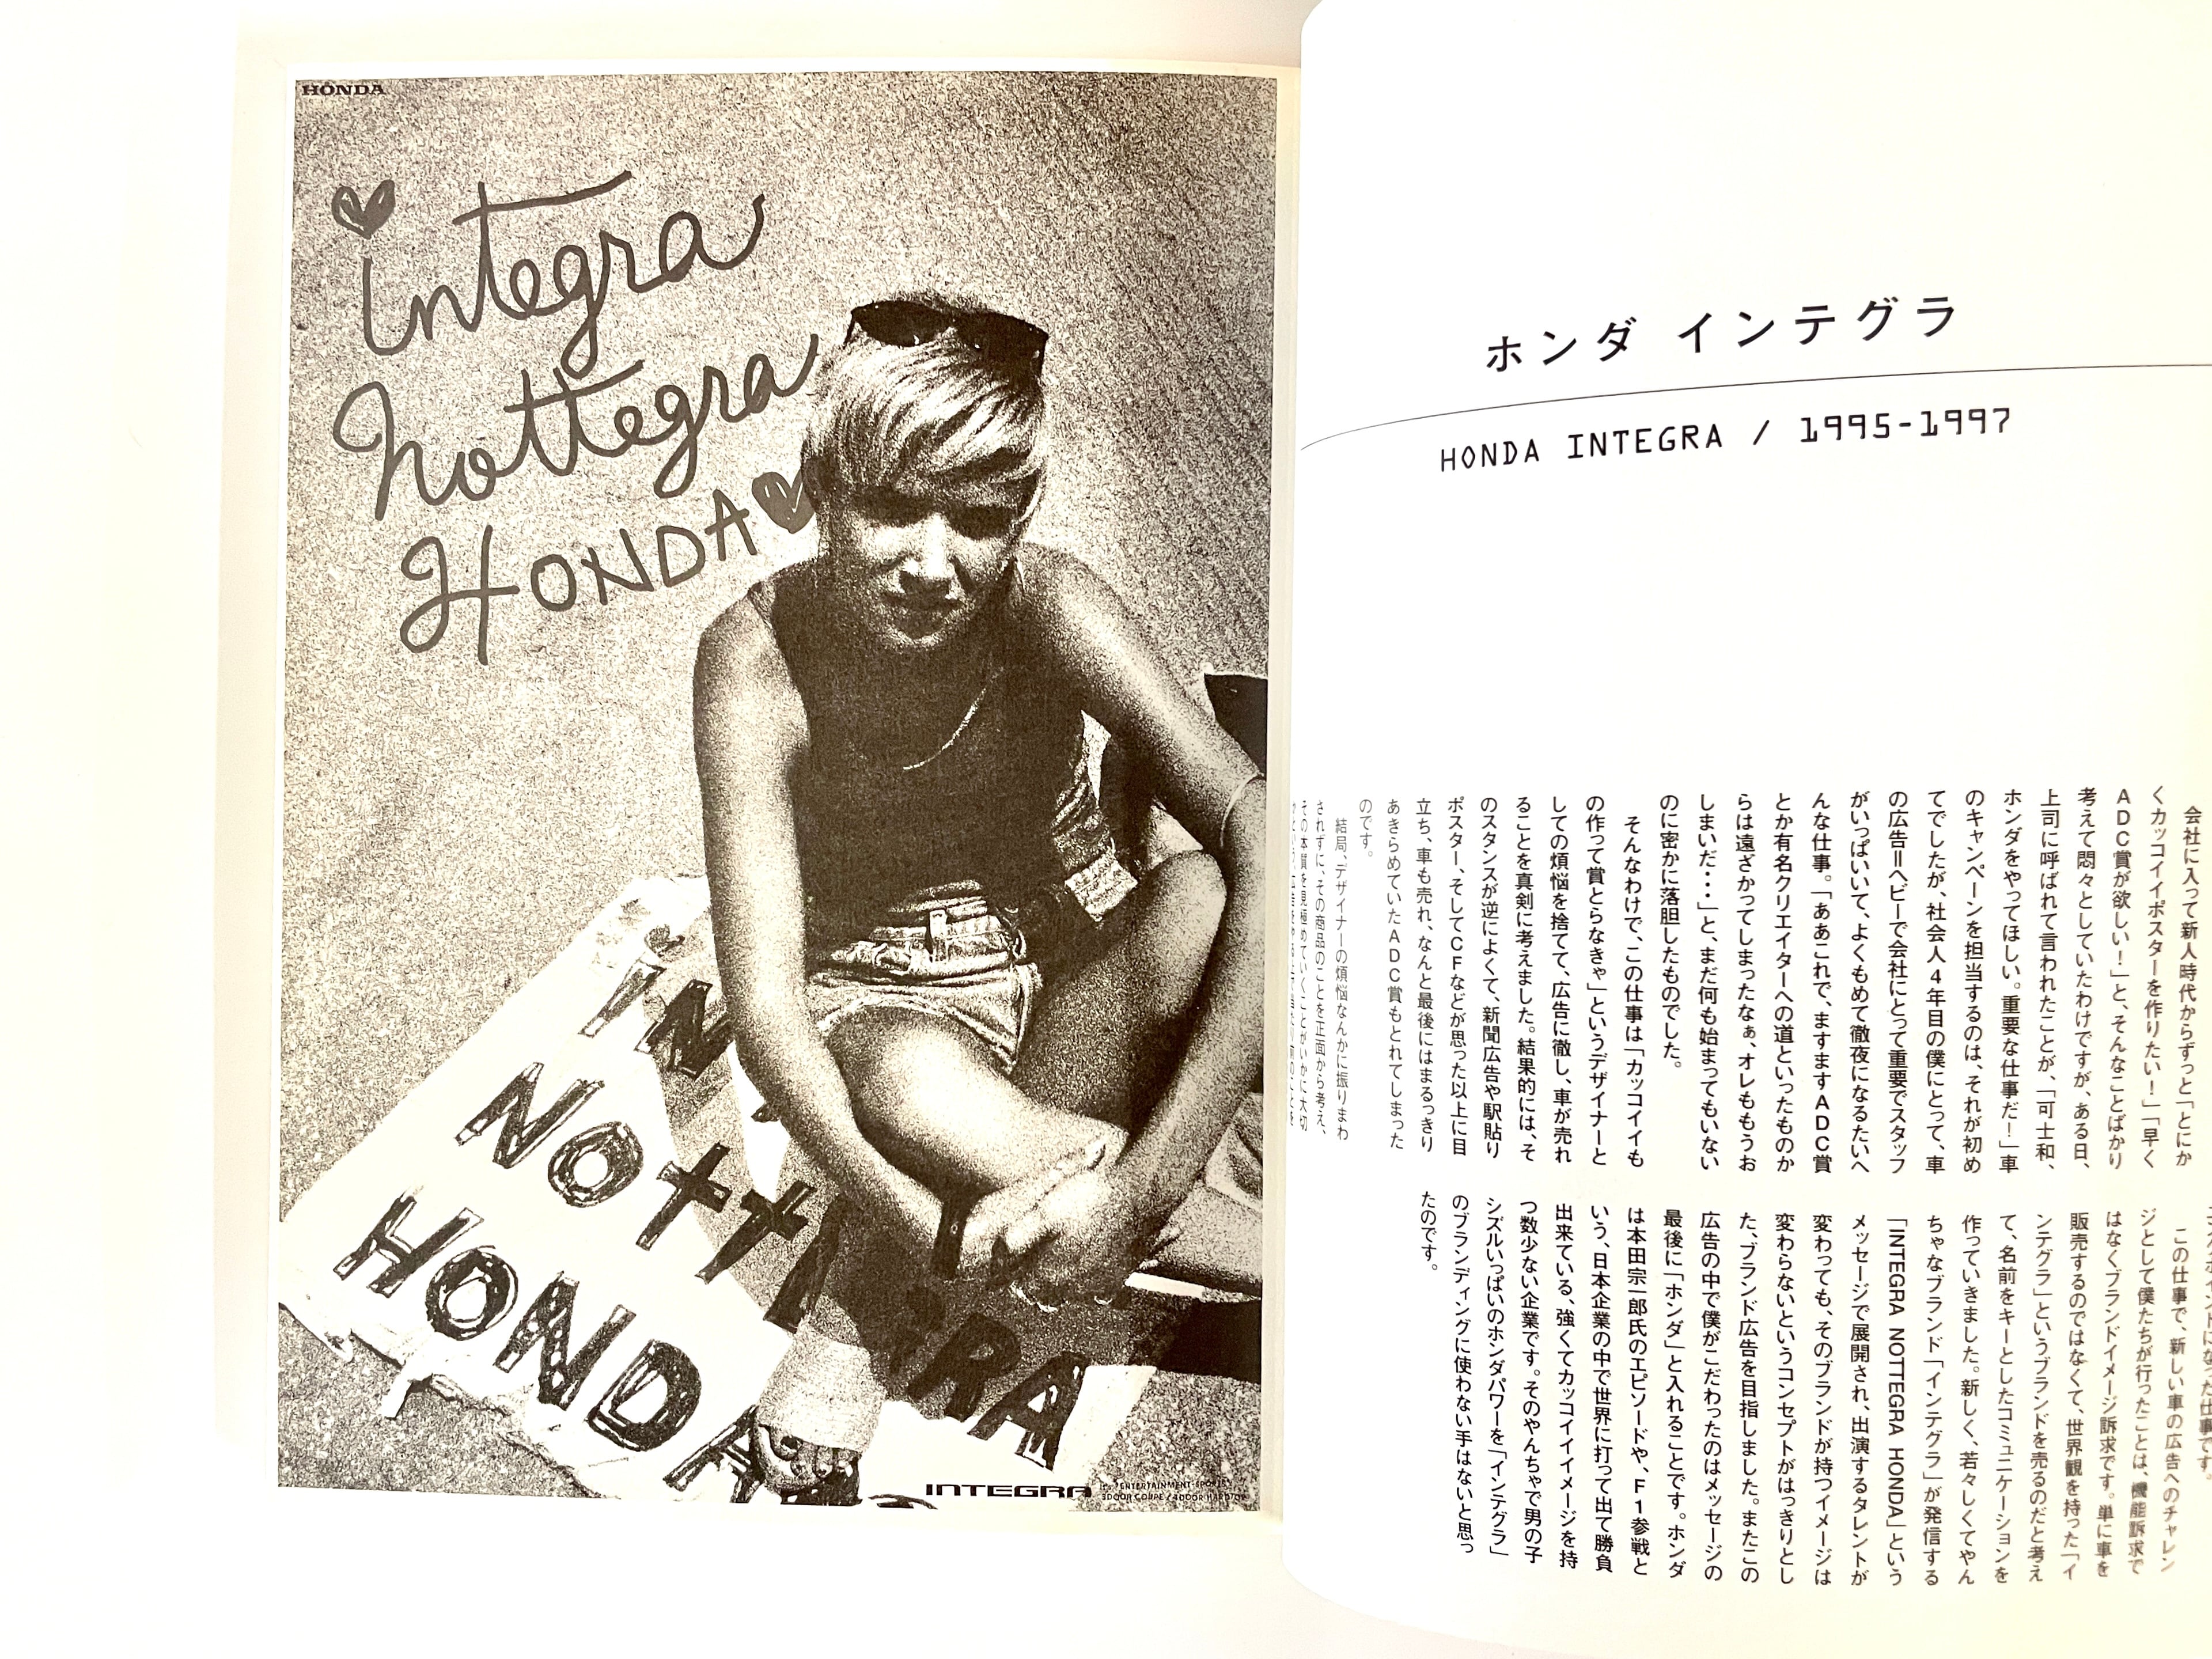 HONDA
integra
nottegra
HONDA
IN
NOTT GRA
HONDA
INTEGRA
ENTERTAINMENT-SPORTS
3DOOR COUPE / 4DOOR HARDTOP
ホンダ インテグラ
HONDA INTEGRA / 1995-1997
会社に入って新人時代からずっと「とにか
くカッコイイポスターを作りたい!」「早く
ADC賞が欲しい!」と、そんなことばかり
考えて悶々としていたわけですが、ある日、
上司に呼ばれて言われたことが、「可士和、
ホンダをやってほしい。重要な仕事だ!」車
のキャンペーンを担当するのは、それが初め
てでしたが、社会人4年目の僕にとって、車
の広告=ヘビーで会社にとって重要でスタッフ
がいっぱいいて、よくもめて徹夜になるたいへ
んな仕事。「ああこれで、ますますADC賞
とか有名クリエイターへの道といったものか
らは遠ざかってしまったなぁ、オレももうお
しまいだ・・・」と、まだ何も始まってもいない
のに密かに落胆したものでした。
そんなわけで、この仕事は「カッコイイも
の作って賞とらなきゃ」というデザイナーと
しての煩悩を捨てて、広告に徹し、車が売れ
ることを真剣に考えました。結果的には、そ
のスタンスが逆によくて、新聞広告や駅貼り
ポスター、そしてCFなどが思った以上に目
立ち、車も売れ、なんと最後にはまるっきり
あきらめていたADC賞もとれてしまった
のです。
結局、デザイナーの煩悩なんかに振りまわ
されずに、その商品のことを正面から考え、
その本質を見極めていくことがいかに大切
この仕事で、新しい車の広告へのチャレン
ジとして僕たちが行ったことは、機能訴求で
はなくブランドイメージ訴求です。単に車を
販売するのではなくて、世界観を持った「イ
ンテグラ」というブランドを売るのだと考え
て、名前をキーとしたコミュニケーションを
作っていきました。新しく、若々しくてやん
ちゃなブランド「インテグラ」が発信する
「INTEGRA NOTTEGRA HONDA」という
メッセージで展開され、出演するタレントが
変わっても、そのブランドが持つイメージは
変わらないというコンセプトがはっきりとし
た、ブランド広告を目指しました。またこの
広告の中で僕がこだわったのはメッセージの
最後に「ホンダ」と入れることです。ホンダ
は本田宗一郎氏のエピソードや、F1参戦と
いう、日本企業の中で世界に打って出て勝負
出来ている、強くてカッコイイイメージを持
つ数少ない企業です。そのやんちゃで男の子
シズルいっぱいのホンダパワーを「インテグラ」
のブランディングに使わない手はないと思っ
たのです。